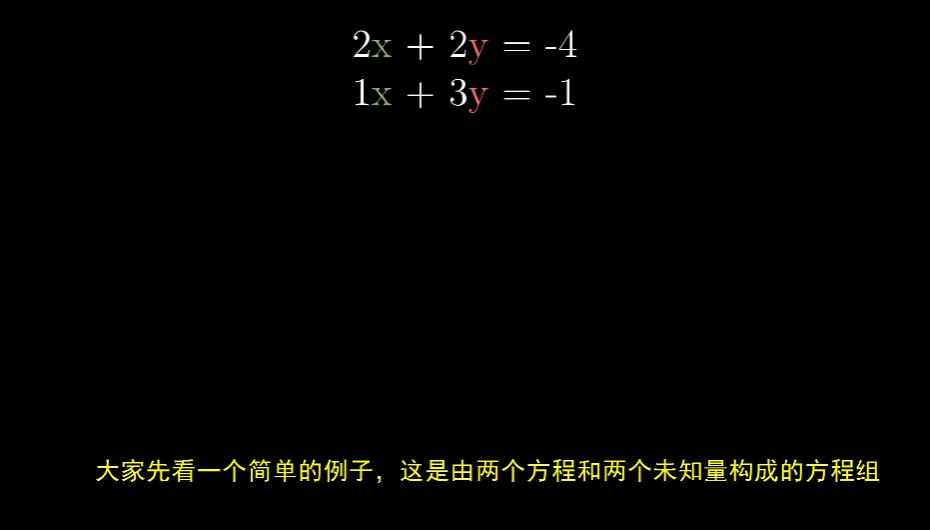 2x + 2y = -4
1x + 3y = -1
大家先看一个简单的例子，这是由两个方程和两个未知量构成的方程组